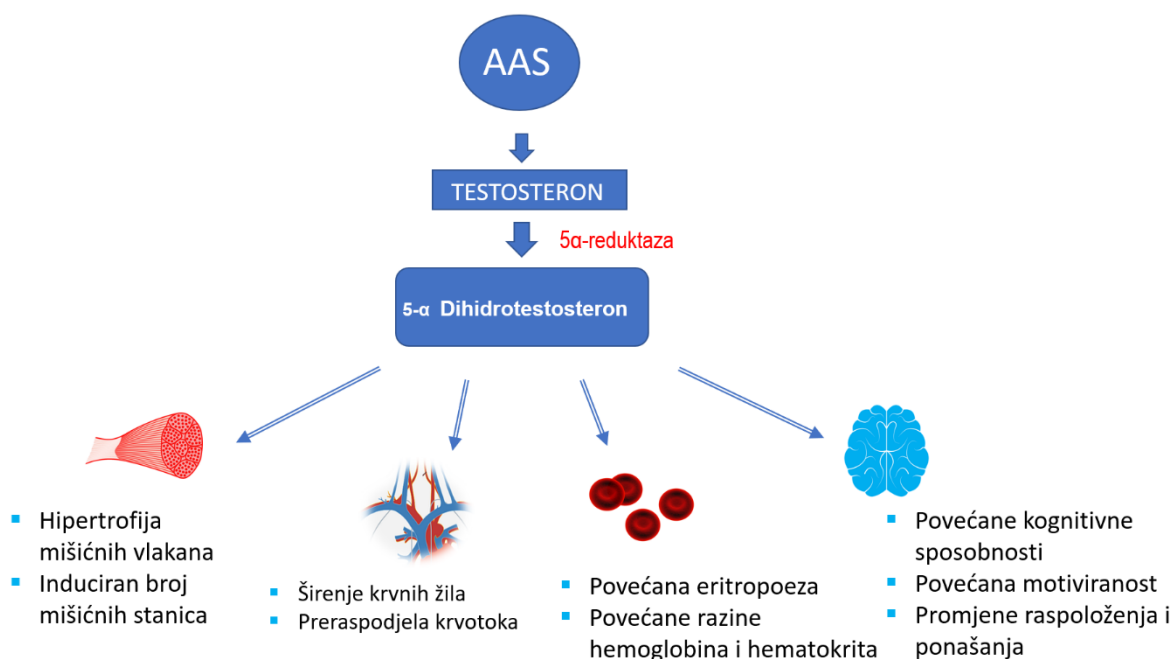 AAS
TESTOSTERON
5α-reduktaza
5-α Dihidrotestosteron
Hipertrofija
mišićnih vlakana
Induciran broj
mišićnih stanica
Širenje krvnih žila
Preraspodjela krvotoka
Povećana eritropoeza
Povećane razine
hemoglobina i hematokrita
Povećane kognitivne
sposobnosti
Povećana motiviranost
Promjene raspoloženja i
ponašanja